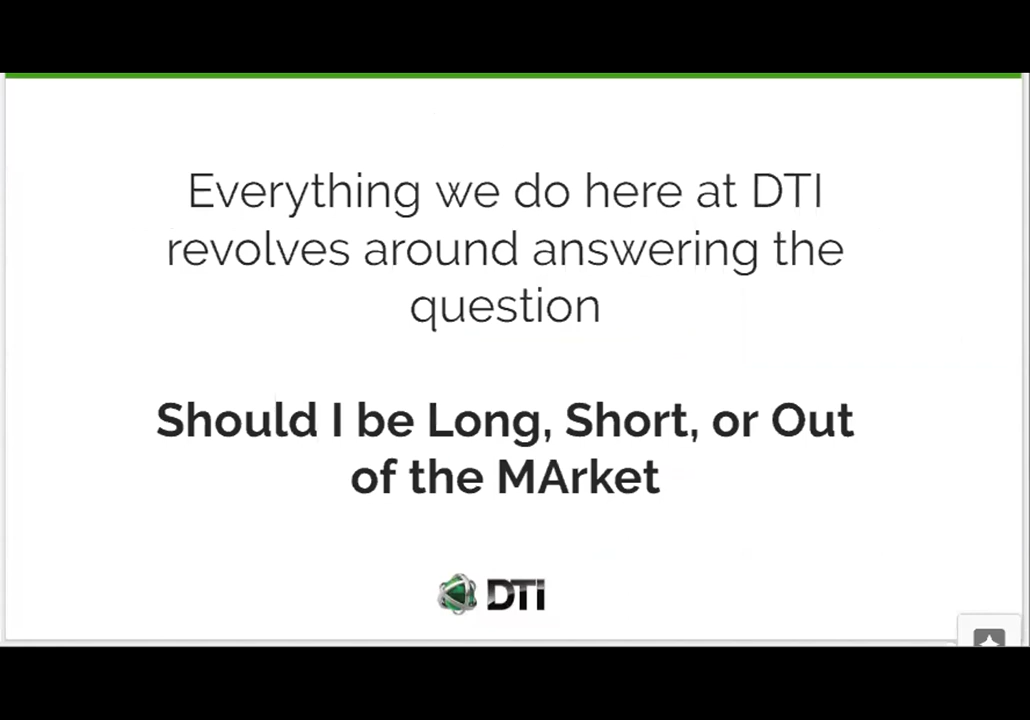 Everything we do here at DTI
revolves around answering the
question
Should I be Long, Short, or Out
of the MArket
DTI